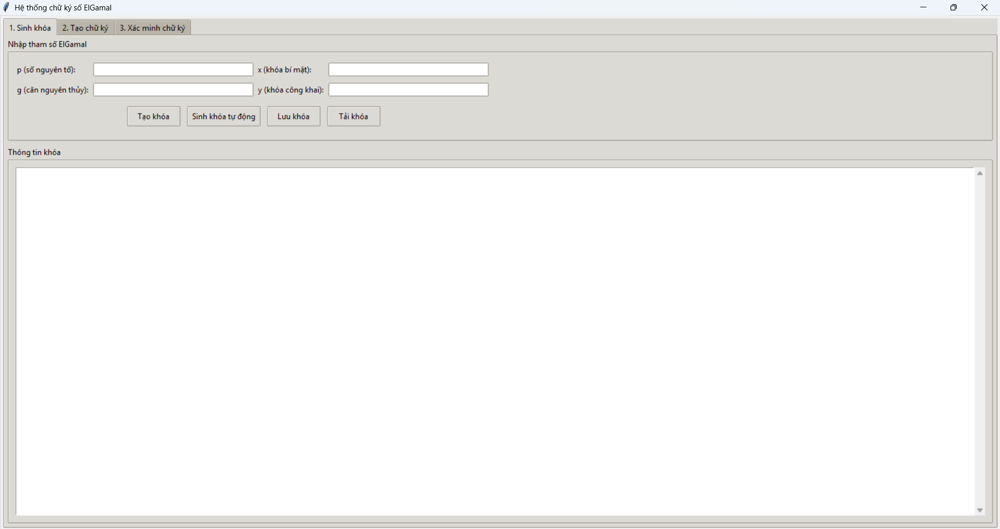 Hệ thống chữ ký số ElGamal
1. Sinh khóa 2. Tạo chữ ký 3. Xác minh chữ ký
Nhập tham số ElGamal
p (số nguyên tố): x (khóa bí mật):
g (căn nguyên thủy): y (khóa công khai):
Tạo khóa Sinh khóa tự động Lưu khóa Tải khóa
Thông tin khóa